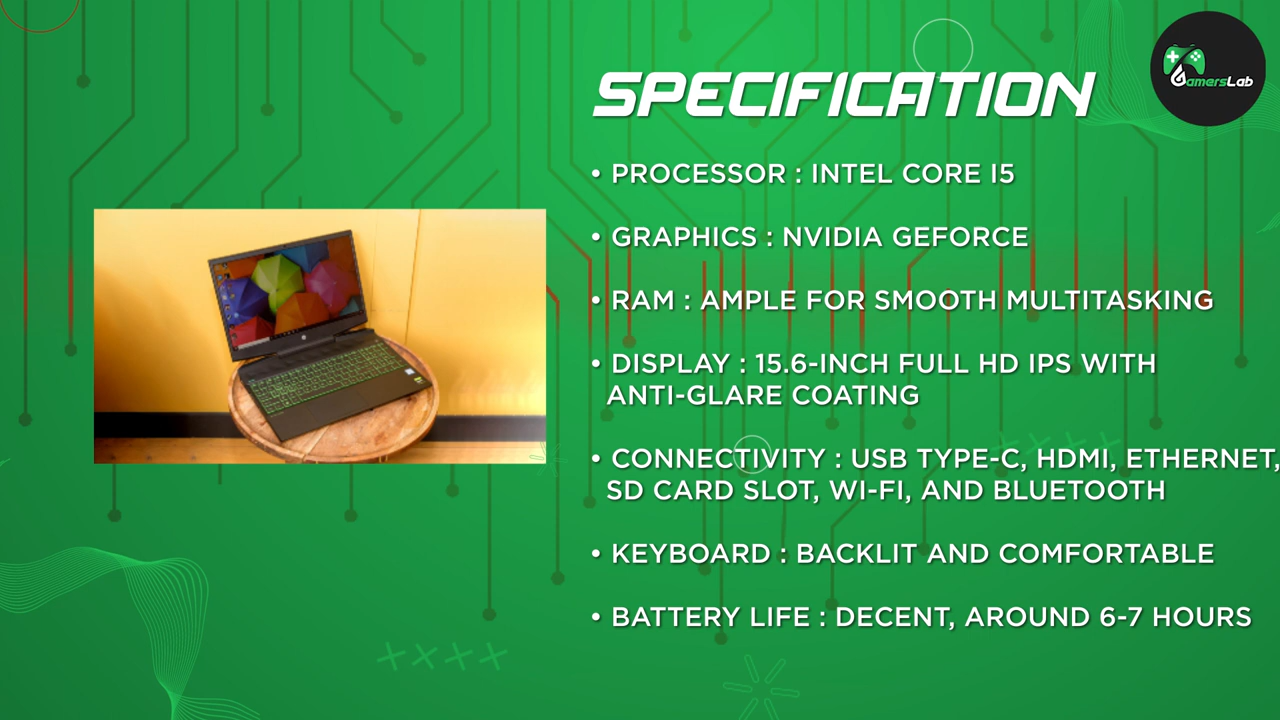 SPECIFICATION
GamersLab
• PROCESSOR : INTEL CORE I5
• GRAPHICS : NVIDIA GEFORCE
• RAM : AMPLE FOR SMOOTH MULTITASKING
• DISPLAY : 15.6-INCH FULL HD IPS WITH
ANTI-GLARE COATING
• CONNECTIVITY : USB TYPE-C, HDMI, ETHERNET,
SD CARD SLOT, WI-FI, AND BLUETOOTH
• KEYBOARD : BACKLIT AND COMFORTABLE
• BATTERY LIFE : DECENT, AROUND 6-7 HOURS